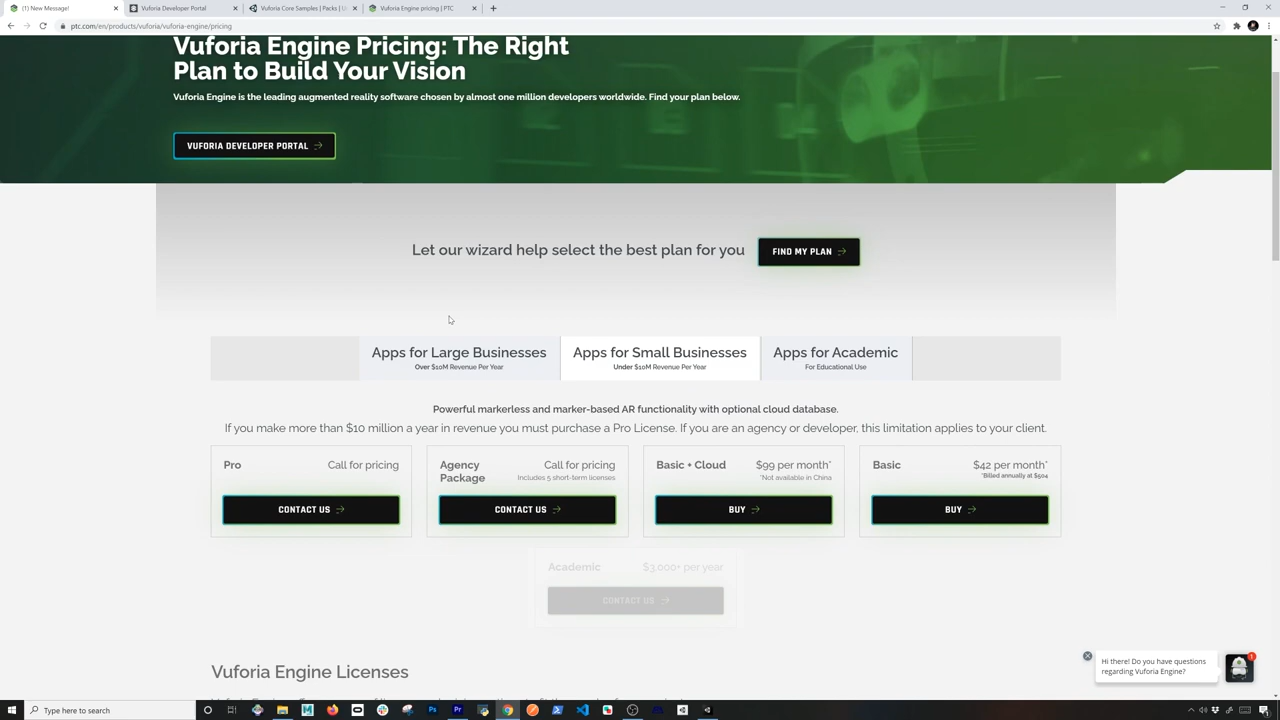 (1) New Message!
Vuforia Developer Portal
Vuforia Core Samples | Packs | U
Vuforia Engine pricing | PTC
ptc.com/en/products/vuforia/vuforia-engine/pricing
Vuforia Engine Pricing: The Right
Plan to Build Your Vision
Vuforia Engine is the leading augmented reality software chosen by almost one million developers worldwide. Find your plan below.
VUFORIA DEVELOPER PORTAL
Let our wizard help select the best plan for you
FIND MY PLAN
Apps for Large Businesses
Over $10M Revenue Per Year
Apps for Small Businesses
Under $10M Revenue Per Year
Apps for Academic
For Educational Use
Powerful markerless and marker-based AR functionality with optional cloud database.
If you make more than $10 million a year in revenue you must purchase a Pro License. If you are an agency or developer, this limitation applies to your client.
Pro
Call for pricing
CONTACT US
Agency
Package
Call for pricing
Includes 5 short-term licenses
CONTACT US
Basic + Cloud
$99 per month*
*Not available in China
BUY
Basic
$42 per month*
*Billed annually at $504
BUY
Academic
$3,000+ per year
CONTACT US
Vuforia Engine Licenses
Hi there! Do you have questions
regarding Vuforia Engine?
1
Type here to search